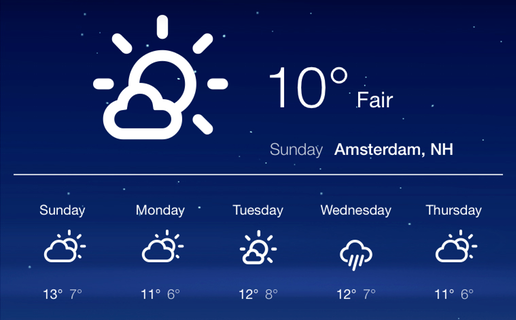 10° Fair
Sunday Amsterdam, NH
Sunday Monday Tuesday Wednesday Thursday
13° 7° 11° 6° 12° 8° 12° 7° 11° 6°